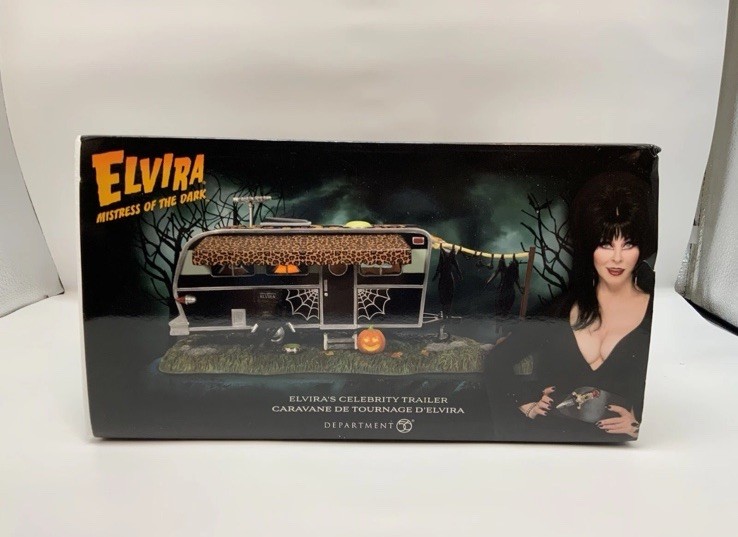 ELVIRA
MISTRESS OF THE DARK
ELVIRA'S CELEBRITY TRAILER
CARAVANE DE TOURNAGE D'ELVIRA
DEPARTMENT 56